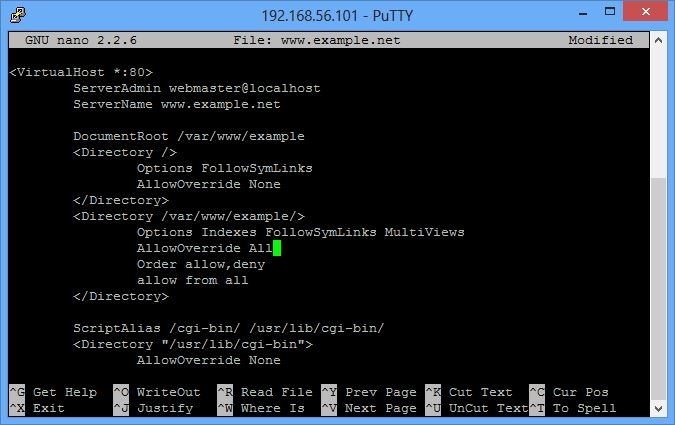 192.168.56.101 - PuTTY
GNU nano 2.2.6 File: www.example.net Modified
<VirtualHost *:80>
ServerAdmin webmaster@localhost
ServerName www.example.net
DocumentRoot /var/www/example
<Directory />
Options FollowSymLinks
AllowOverride None
</Directory>
<Directory /var/www/example/>
Options Indexes FollowSymLinks MultiViews
AllowOverride All
Order allow,deny
allow from all
</Directory>
ScriptAlias /cgi-bin/ /usr/lib/cgi-bin/
<Directory "/usr/lib/cgi-bin">
AllowOverride None
^G Get Help ^O WriteOut ^R Read File ^Y Prev Page ^K Cut Text ^C Cur Pos
^X Exit ^J Justify ^W Where Is ^V Next Page ^U UnCut Text ^T To Spell